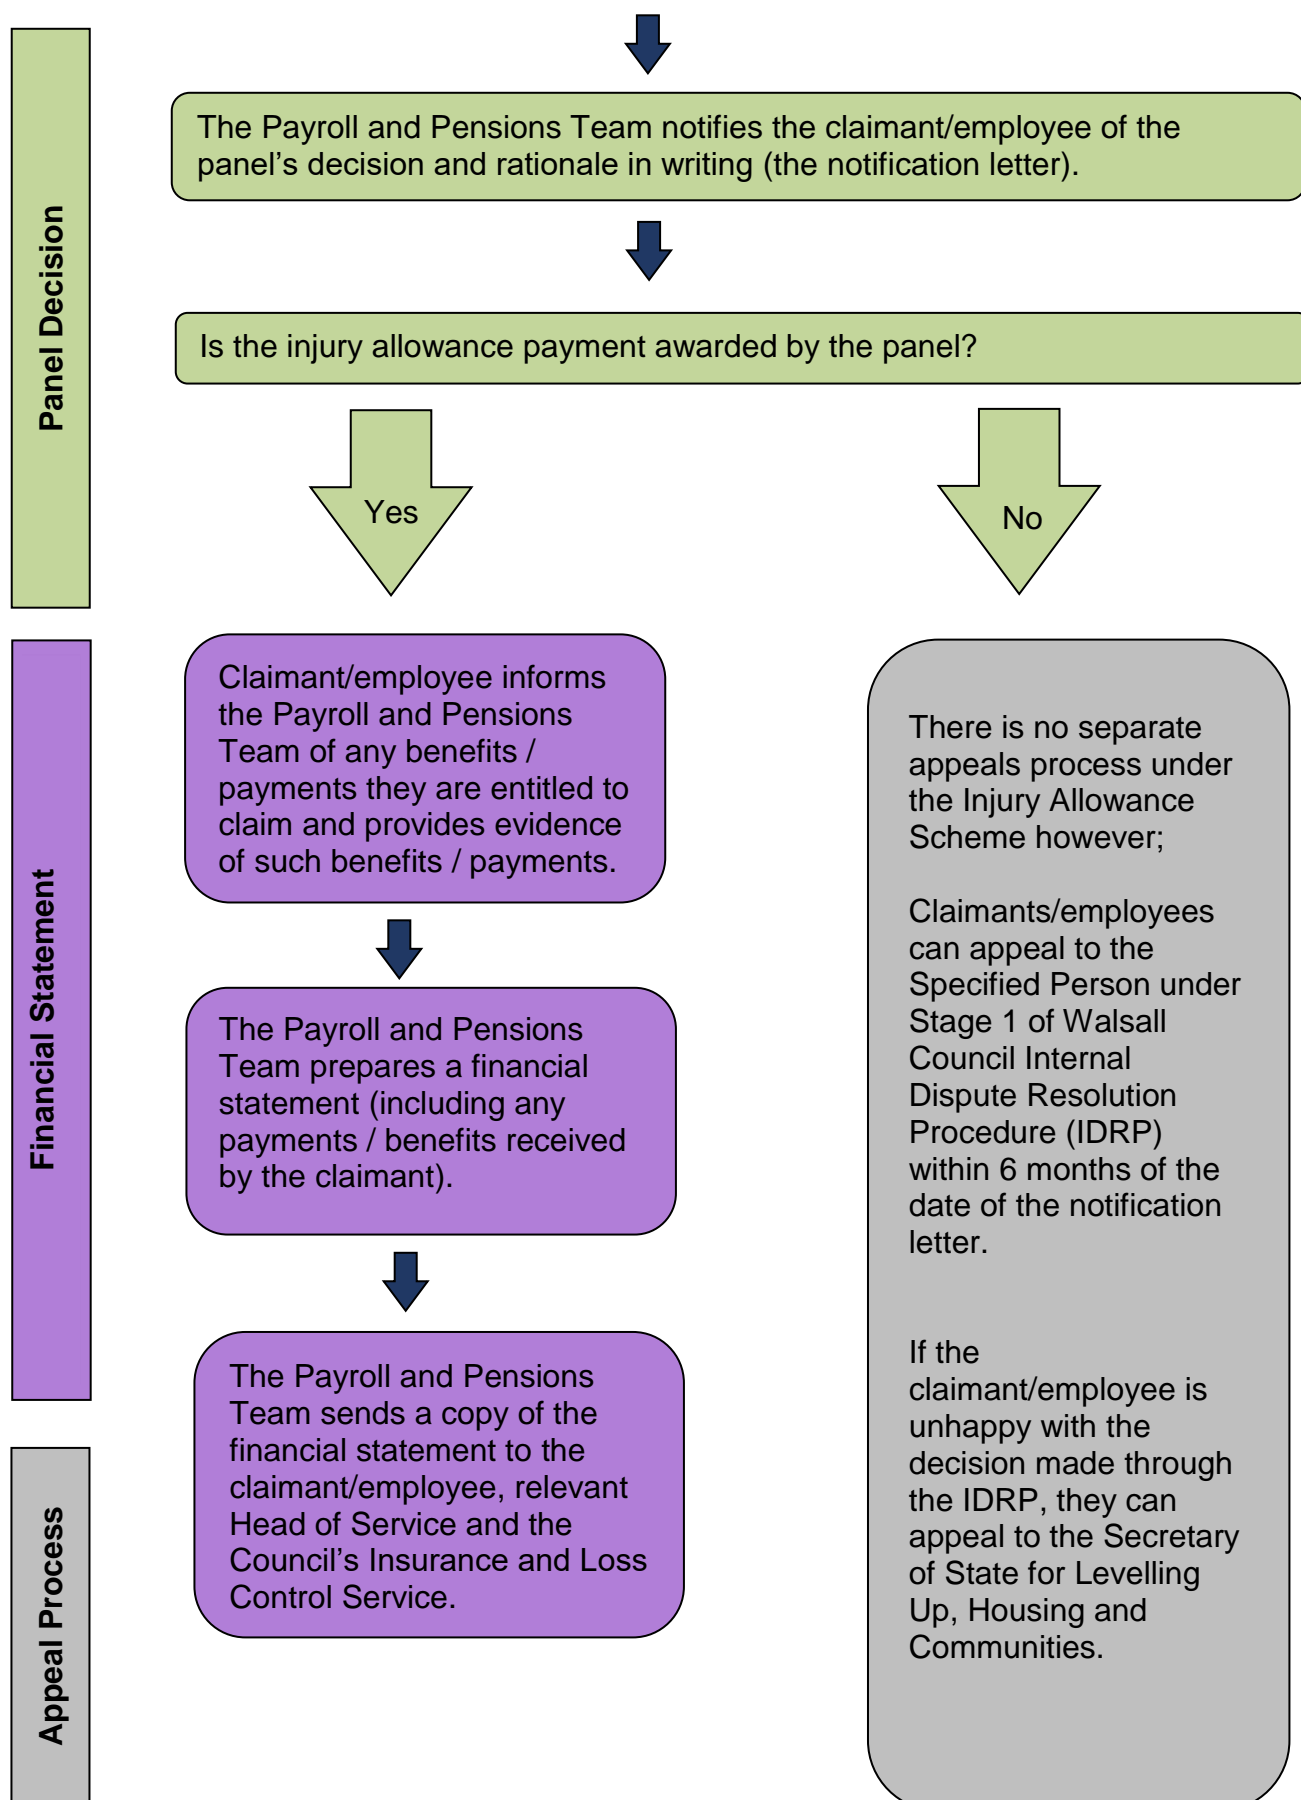 Panel Decision
The Payroll and Pensions Team notifies the claimant/employee of the
panel’s decision and rationale in writing (the notification letter).
Is the injury allowance payment awarded by the panel?
Yes
No
Financial Statement
Claimant/employee informs
the Payroll and Pensions
Team of any benefits /
payments they are entitled to
claim and provides evidence
of such benefits / payments.
The Payroll and Pensions
Team prepares a financial
statement (including any
payments / benefits received
by the claimant).
The Payroll and Pensions
Team sends a copy of the
financial statement to the
claimant/employee, relevant
Head of Service and the
Council’s Insurance and Loss
Control Service.
There is no separate
appeals process under
the Injury Allowance
Scheme however;
Claimants/employees
can appeal to the
Specified Person under
Stage 1 of Walsall
Council Internal
Dispute Resolution
Procedure (IDRP)
within 6 months of the
date of the notification
letter.
If the
claimant/employee is
unhappy with the
decision made through
the IDRP, they can
appeal to the Secretary
of State for Levelling
Up, Housing and
Communities.
Appeal Process